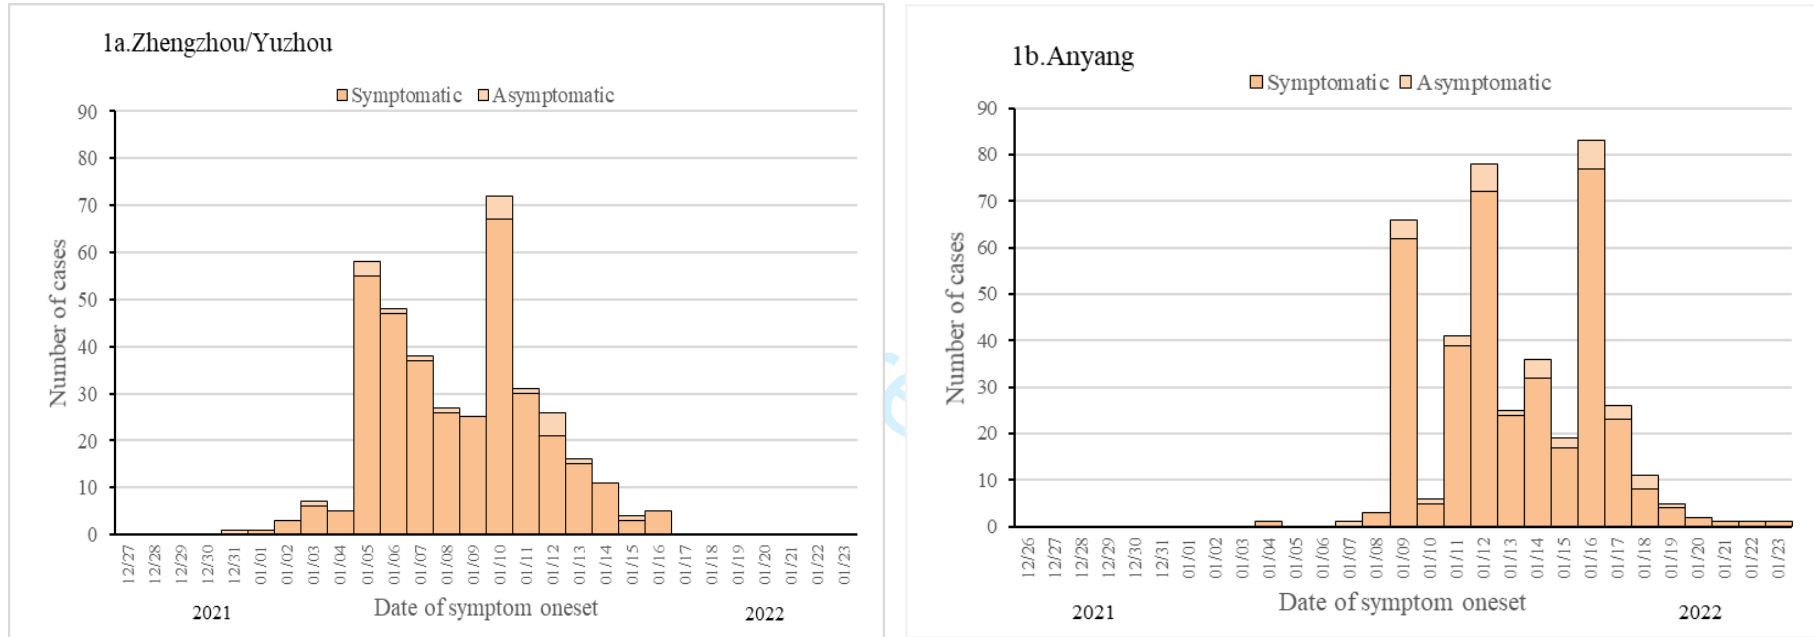 1a.Zhengzhou/Yuzhou
Symptomatic Asymptomatic
90
80
70
60
50
40
30
20
10
0
Number of cases
12/27 12/28 12/29 12/30 12/31 01/01 01/02 01/03 01/04 01/05 01/06 01/07 01/08 01/09 01/10 01/11 01/12 01/13 01/14 01/15 01/16 01/17 01/18 01/19 01/20 01/21 01/22 01/23
2021 Date of symptom oneset 2022
1b.Anyang
Symptomatic Asymptomatic
90
80
70
60
50
40
30
20
10
0
Number of cases
12/26 12/27 12/28 12/29 12/30 12/31 01/01 01/02 01/03 01/04 01/05 01/06 01/07 01/08 01/09 01/10 01/11 01/12 01/13 01/14 01/15 01/16 01/17 01/18 01/19 01/20 01/21 01/22 01/23
2021 Date of symptom oneset 2022